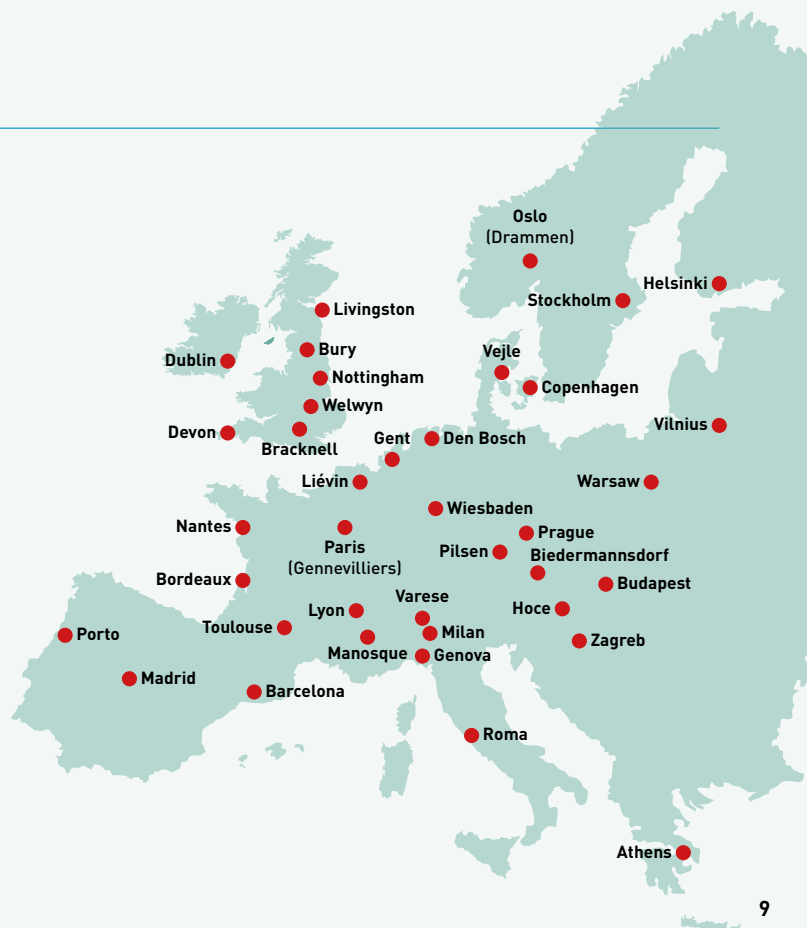 Oslo
(Drammen)
Helsinki
Stockholm
Livingston
Bury
Vejle
Dublin
Nottingham
Copenhagen
Welwyn
Vilnius
Devon
Gent
Den Bosch
Bracknell
Liévin
Warsaw
Wiesbaden
Nantes
Prague
Paris
(Gennevilliers)
Pilsen
Biedermannsdorf
Bordeaux
Budapest
Varese
Lyon
Hoce
Toulouse
Milan
Porto
Zagreb
Manosque
Genova
Madrid
Barcelona
Roma
Athens
9